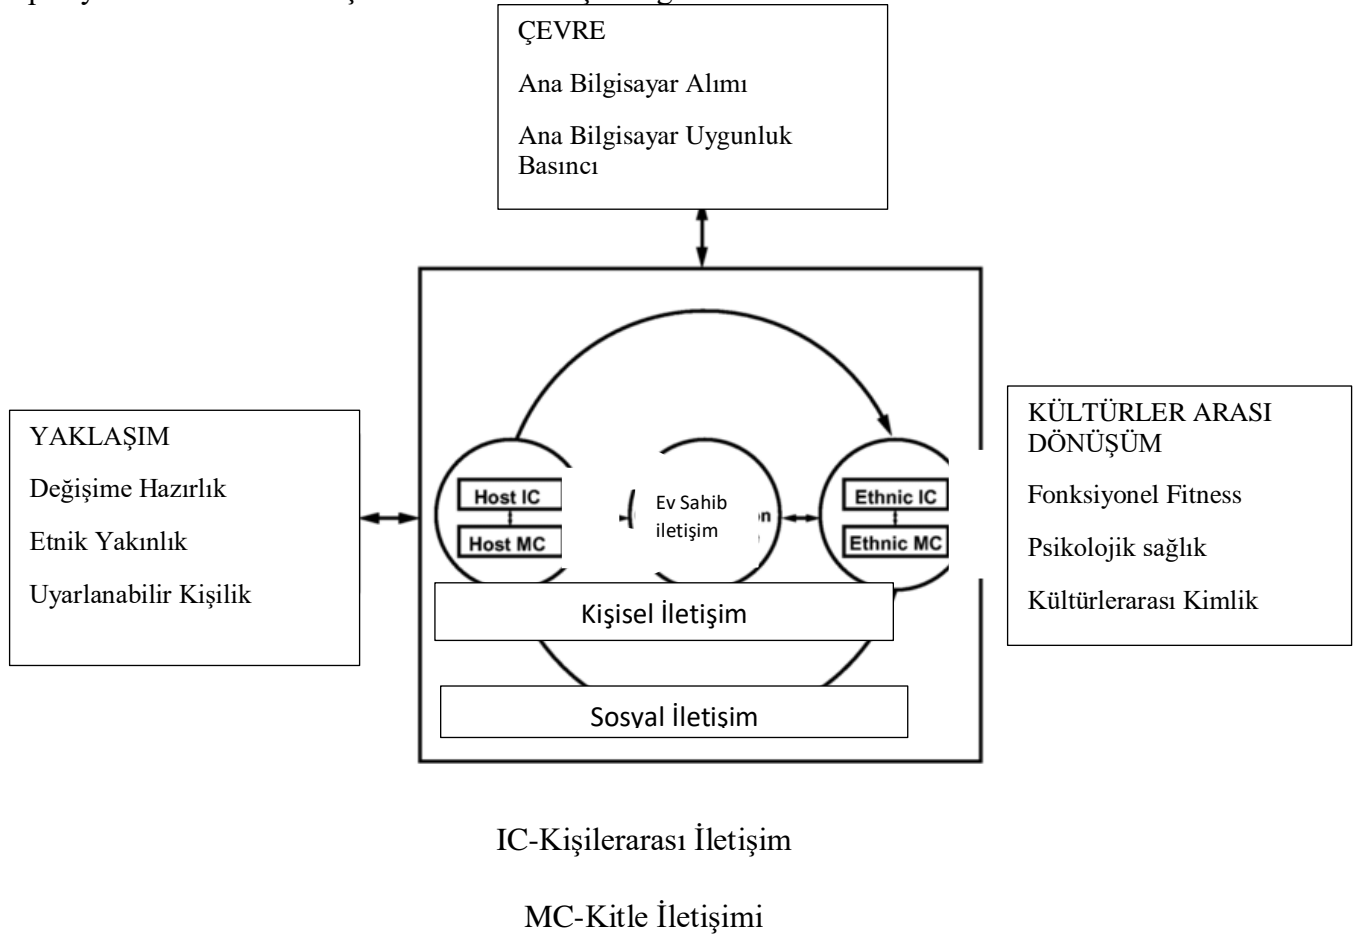 ÇEVRE
Ana Bilgisayar Alımı
Ana Bilgisayar Uygunluk
Basıncı
YAKLAŞIM
Değişime Hazırlık
Etnik Yakınlık
Uyarlanabilir Kişilik
Host IC
Host MC
Ev Sahib
iletişim
Ethnic IC
Ethnic MC
Kişisel İletişim
Sosyal İletişim
KÜLTÜRLER ARASI
DÖNÜŞÜM
Fonksiyonel Fitness
Psikolojik sağlık
Kültürlerarası Kimlik
IC-Kişilerarası İletişim
MC-Kitle İletişimi